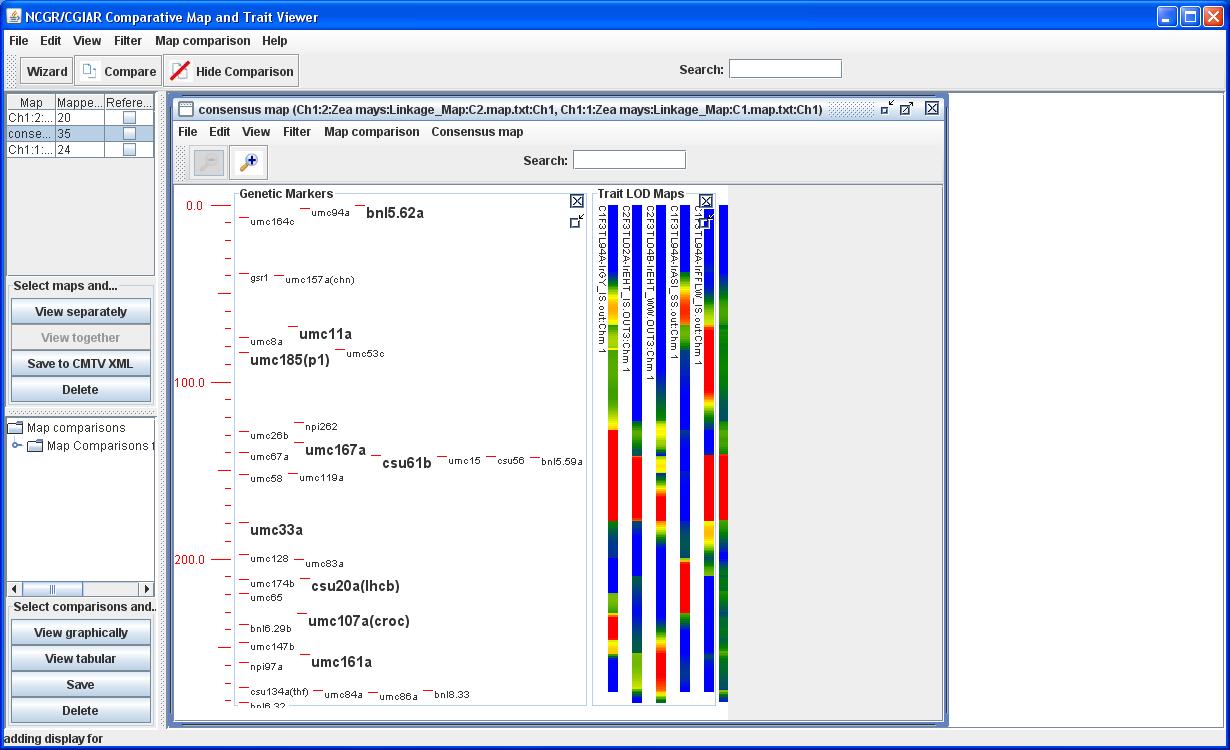 NCGR/CGIAR Comparative Map and Trait Viewer
File Edit View Filter Map comparison Help
Wizard Compare Hide Comparison Search:
Map Mappe... Refere...
Ch1:2:... 20
conse... 35
Ch1:1:... 24
Select maps and...
View separately
View together
Save to CMTV XML
Delete
Map comparisons
Map Comparisons
Select comparisons and..
View graphically
View tabular
Save
Delete
adding display for
consensus map (Ch1:2:Zea mays:Linkage_Map:C2.map.txt:Ch1, Ch1:1:Zea mays:Linkage_Map:C1.map.txt:Ch1)
File Edit View Filter Map comparison Consensus map
Search:
Genetic Markers
0.0
umc164c umc94a bnl5.62a
gsr1 umc157a(chn)
umc11a
umc8a
umc185(p1) umc53c
100.0
npi262
umc26b
umc167a
umc67a csu61b umc15 csu56 bnl5.59a
umc58 umc119a
umc33a
200.0
umc128 umc83a
umc174b csu20a(lhcb)
umc65
umc107a(croc)
bnl6.29b
umc147b
npi97a umc161a
csu134a(thf) umc84a umc86a bnl8.33
bnl6.32
Trait LOD Maps
C1F3TL94A-IrGY_IS.out:Chm 1
C2F3TL02A-IrEHT_IS.OUT3:Chm 1
C2F3TL04B-IrEHT_WW.OUT3:Chm 1
C1F3TL94A-IrASI_SS.out:Chm 1
C1F3TL94A-IrFFLW_IS.out:Chm 1